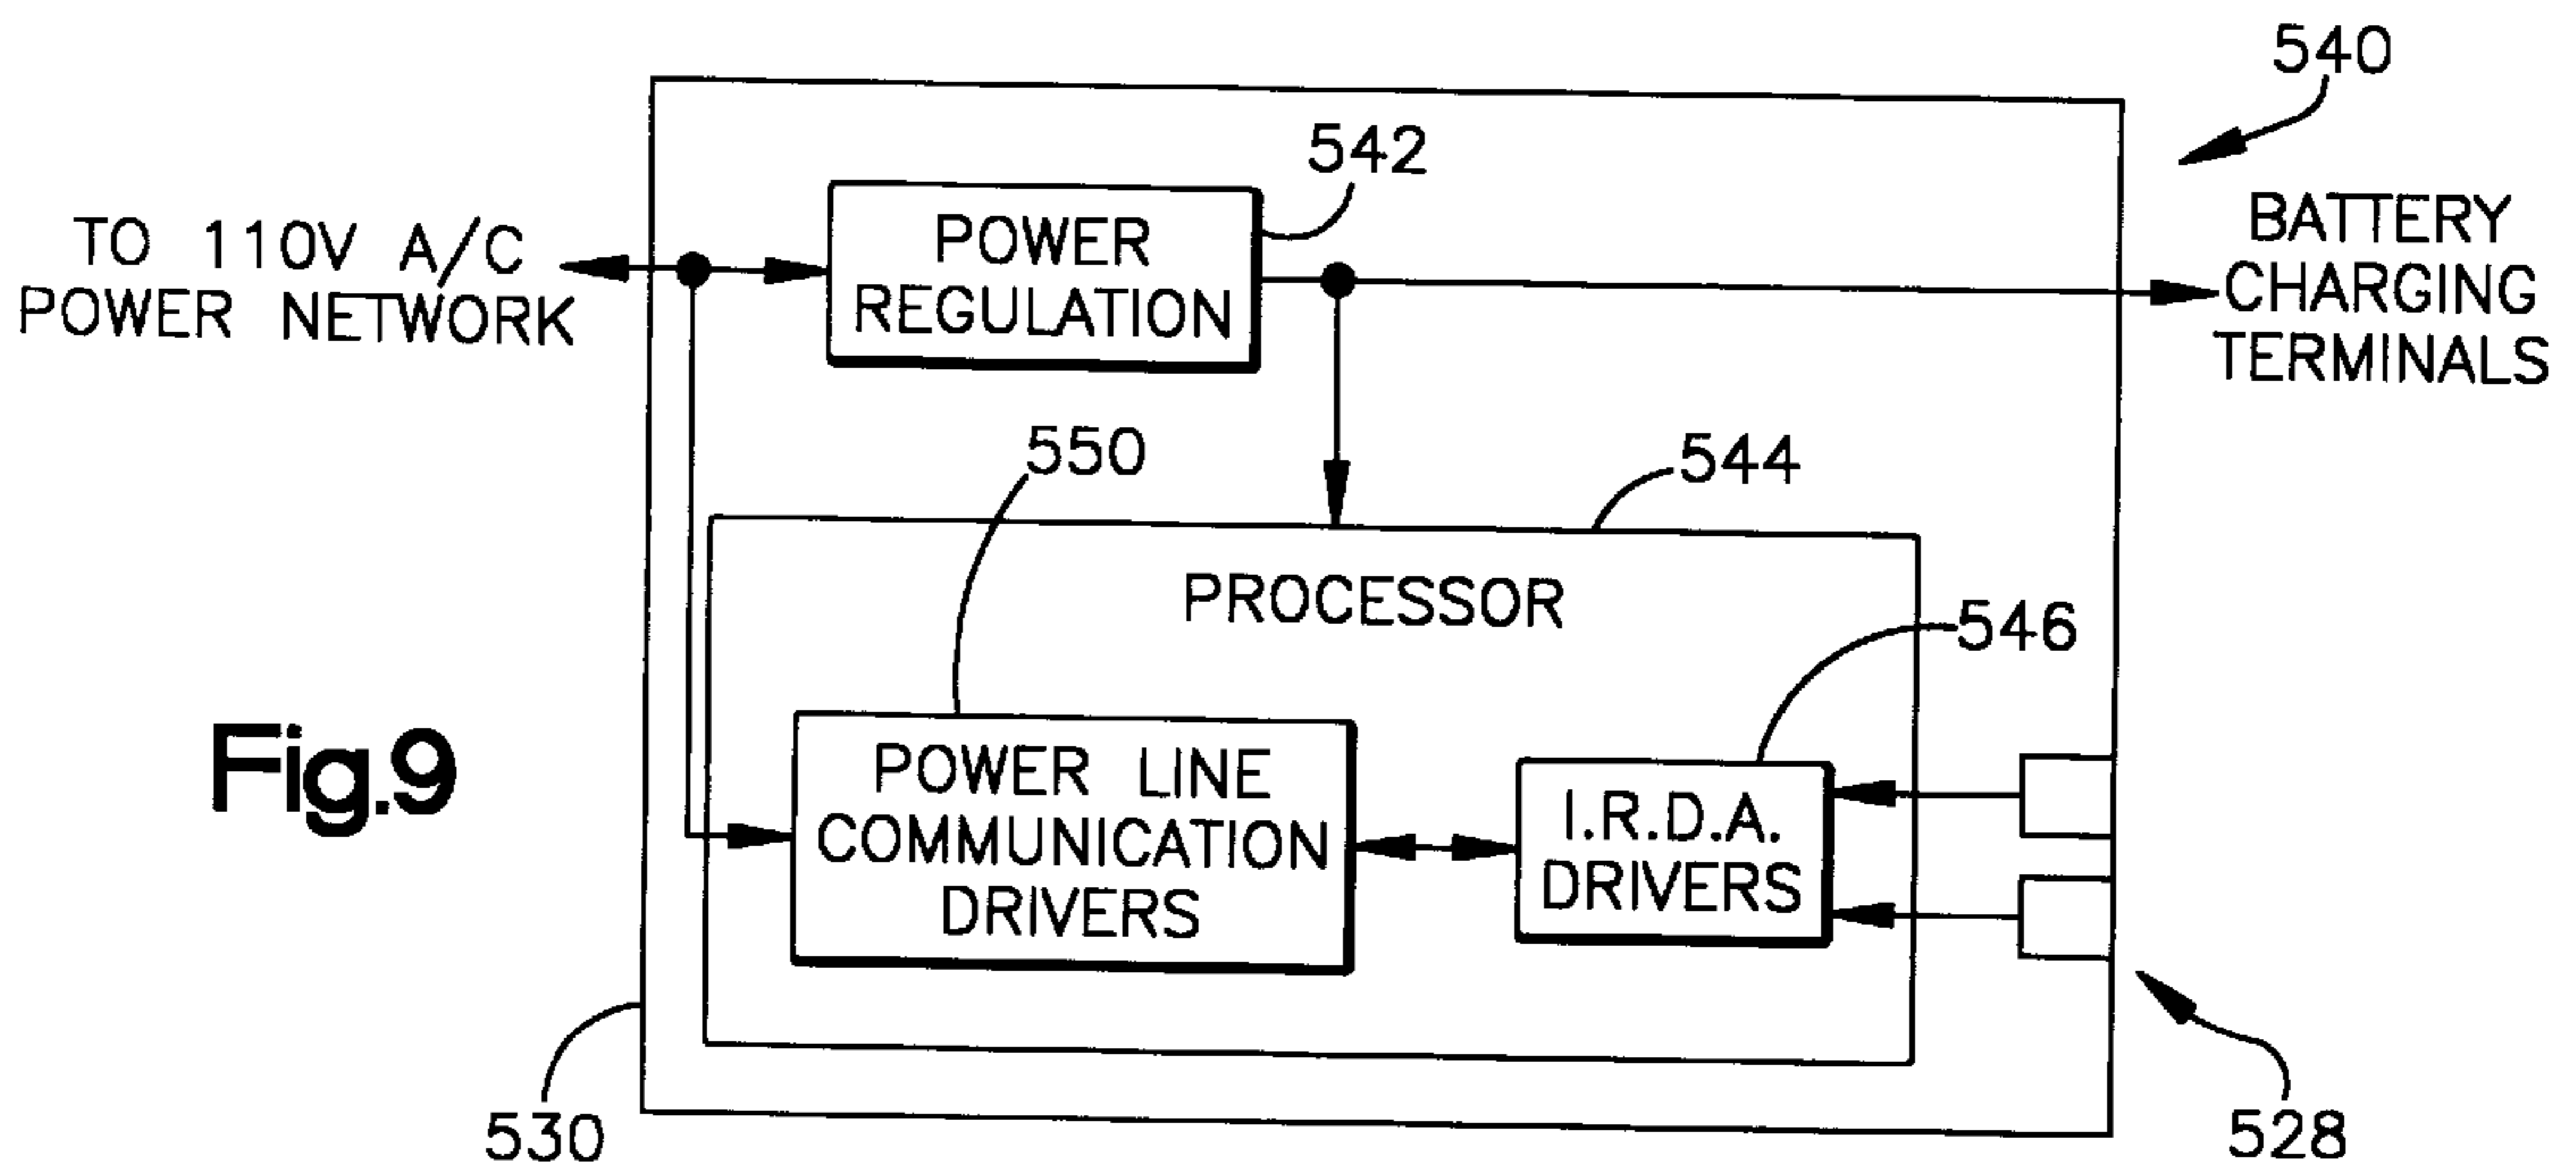 540
542
TO 110V A/C
POWER NETWORK
POWER
REGULATION
BATTERY
CHARGING
TERMINALS
550
544
PROCESSOR
546
POWER LINE
COMMUNICATION
DRIVERS
I.R.D.A.
DRIVERS
Fig.9
530
528